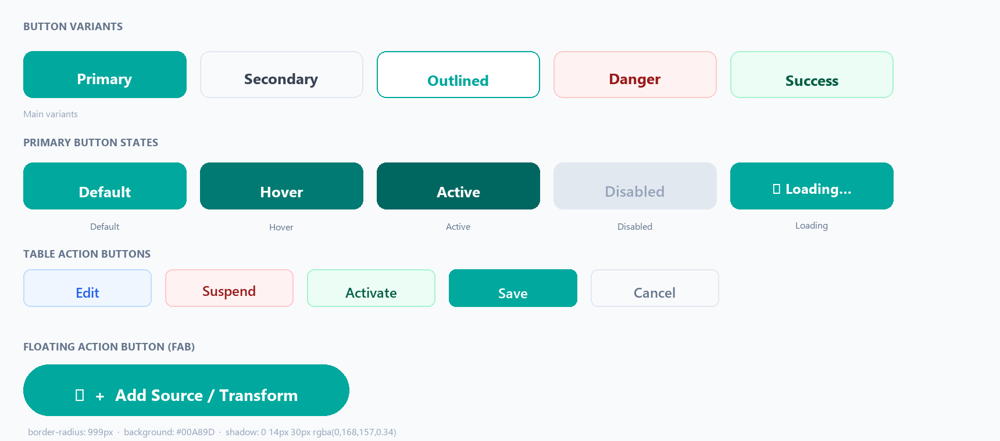 BUTTON VARIANTS
Primary Secondary Outlined Danger Success
Main variants
PRIMARY BUTTON STATES
Default Hover Active Disabled ▯ Loading...
Default Hover Active Disabled Loading
TABLE ACTION BUTTONS
Edit Suspend Activate Save Cancel
FLOATING ACTION BUTTON (FAB)
▯ + Add Source / Transform
border-radius: 999px · background: #00A89D · shadow: 0 14px 30px rgba(0,168,157,0.34)